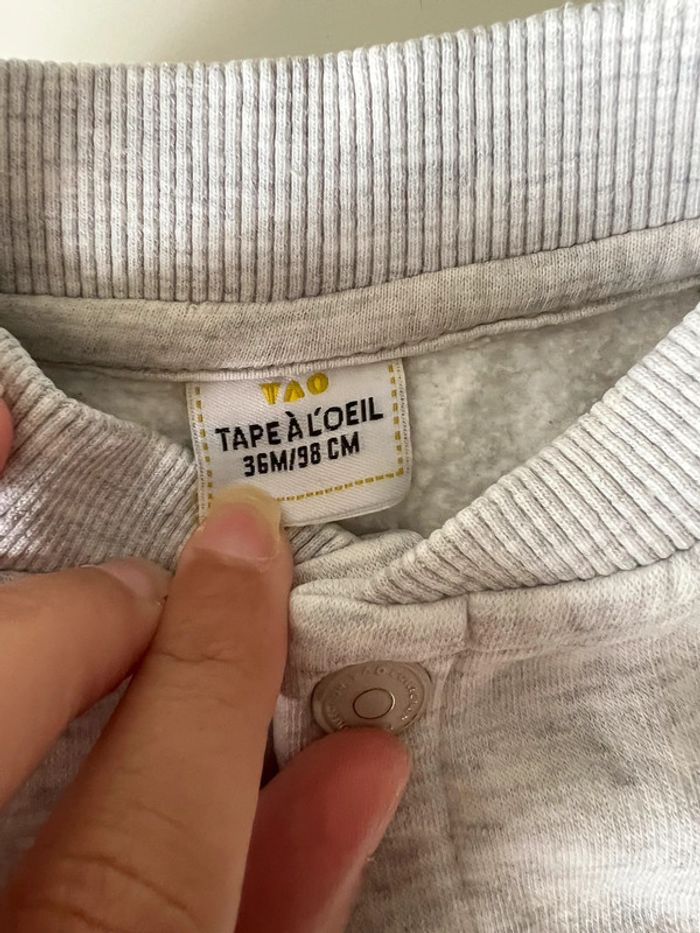 TAO
TAPE À L'OEIL
36M/98 CM